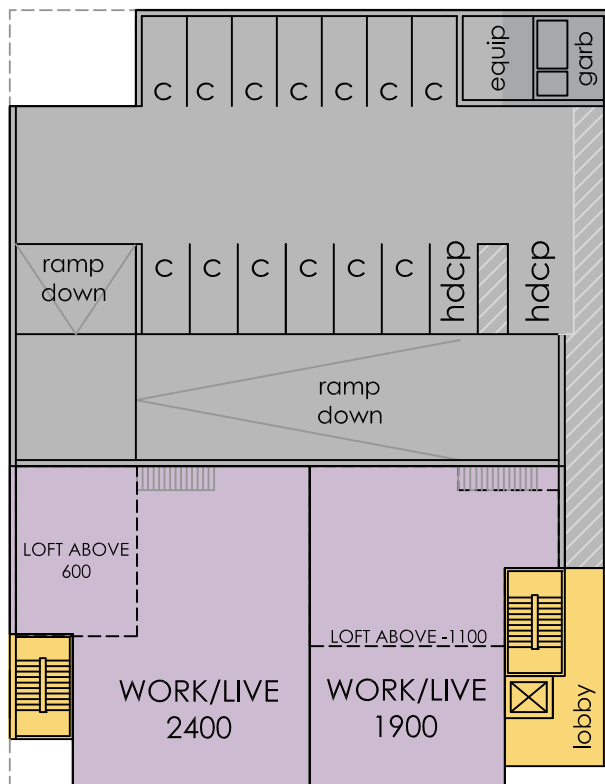 equip
garb
C C C C C C C
ramp
down
C C C C C C hdcp hdcp
ramp
down
LOFT ABOVE
600
LOFT ABOVE -1100
WORK/LIVE
2400
WORK/LIVE
1900
lobby